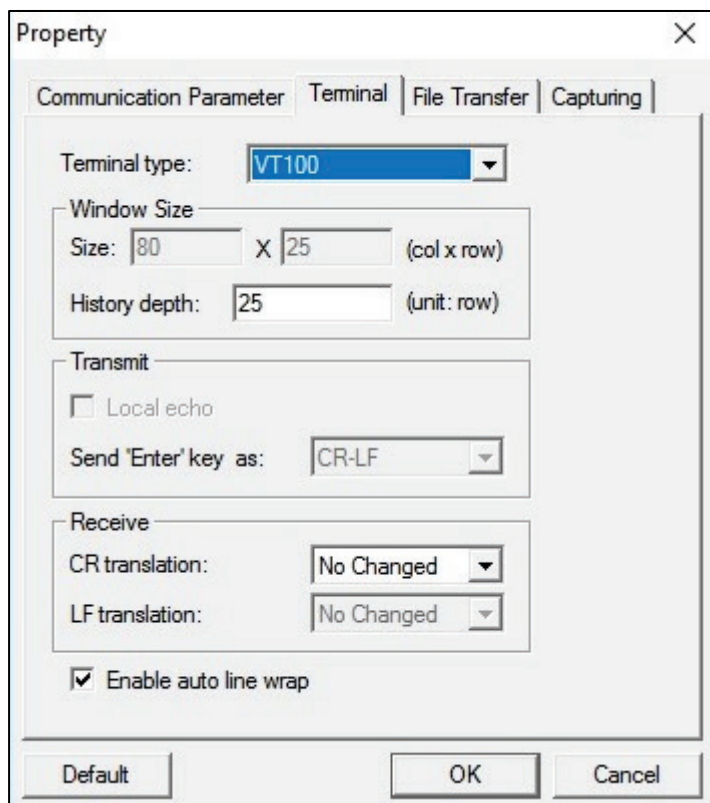 Property
Communication Parameter Terminal File Transfer Capturing
Terminal type: VT100
Window Size
Size: 80 X 25 (col x row)
History depth: 25 (unit: row)
Transmit
Local echo
Send 'Enter' key as: CR-LF
Receive
CR translation: No Changed
LF translation: No Changed
Enable auto line wrap
Default OK Cancel